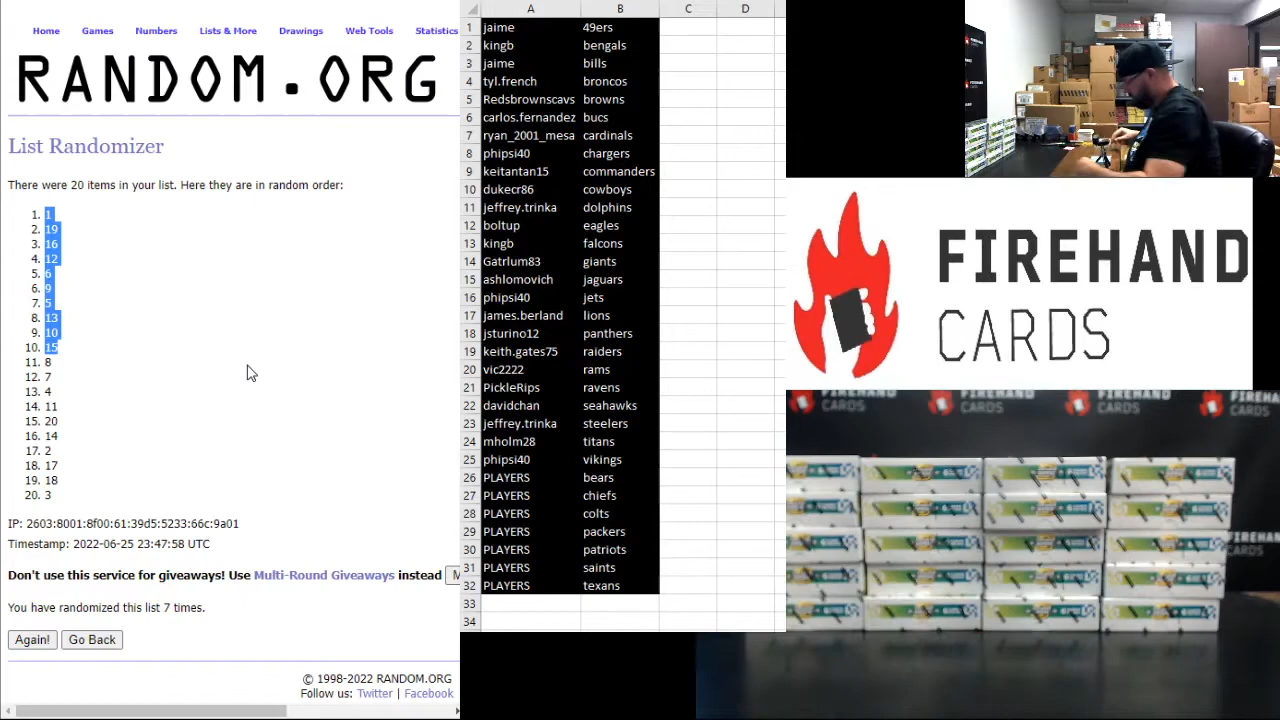 Home Games Numbers Lists & More Drawings Web Tools Statistics
RANDOM.ORG
List Randomizer
There were 20 items in your list. Here they are in random order:
1. 1
2. 19
3. 16
4. 12
5. 6
6. 9
7. 5
8. 13
9. 10
10. 15
11. 8
12. 7
13. 4
14. 11
15. 20
16. 14
17. 2
18. 17
19. 18
20. 3
IP: 2603:8001:8f00:61:39d5:5233:66c:9a01
Timestamp: 2022-06-25 23:47:58 UTC
Don't use this service for giveaways! Use Multi-Round Giveaways instead
You have randomized this list 7 times.
Again! Go Back
© 1998-2022 RANDOM.ORG
Follow us: Twitter | Facebook
A B C D
1 jaime 49ers
2 kingb bengals
3 jaime bills
4 tyl.french broncos
5 Redsbrownscavs browns
6 carlos.fernandez bucs
7 ryan_2001_mesa cardinals
8 phipsi40 chargers
9 keitantan15 commanders
10 dukecr86 cowboys
11 jeffrey.trinka dolphins
12 boltup eagles
13 kingb falcons
14 Gatrlum83 giants
15 ashlomovich jaguars
16 phipsi40 jets
17 james.berland lions
18 jsturino12 panthers
19 keith.gates75 raiders
20 vic2222 rams
21 PickleRips ravens
22 davidchan seahawks
23 jeffrey.trinka steelers
24 mholm28 titans
25 phipsi40 vikings
26 PLAYERS bears
27 PLAYERS chiefs
28 PLAYERS colts
29 PLAYERS packers
30 PLAYERS patriots
31 PLAYERS saints
32 PLAYERS texans
33
34
FIREHAND
CARDS
FIREHAND
CARDS
FIREHAND
CARDS
FIREHAND
CARDS
FIREHAND
CARDS